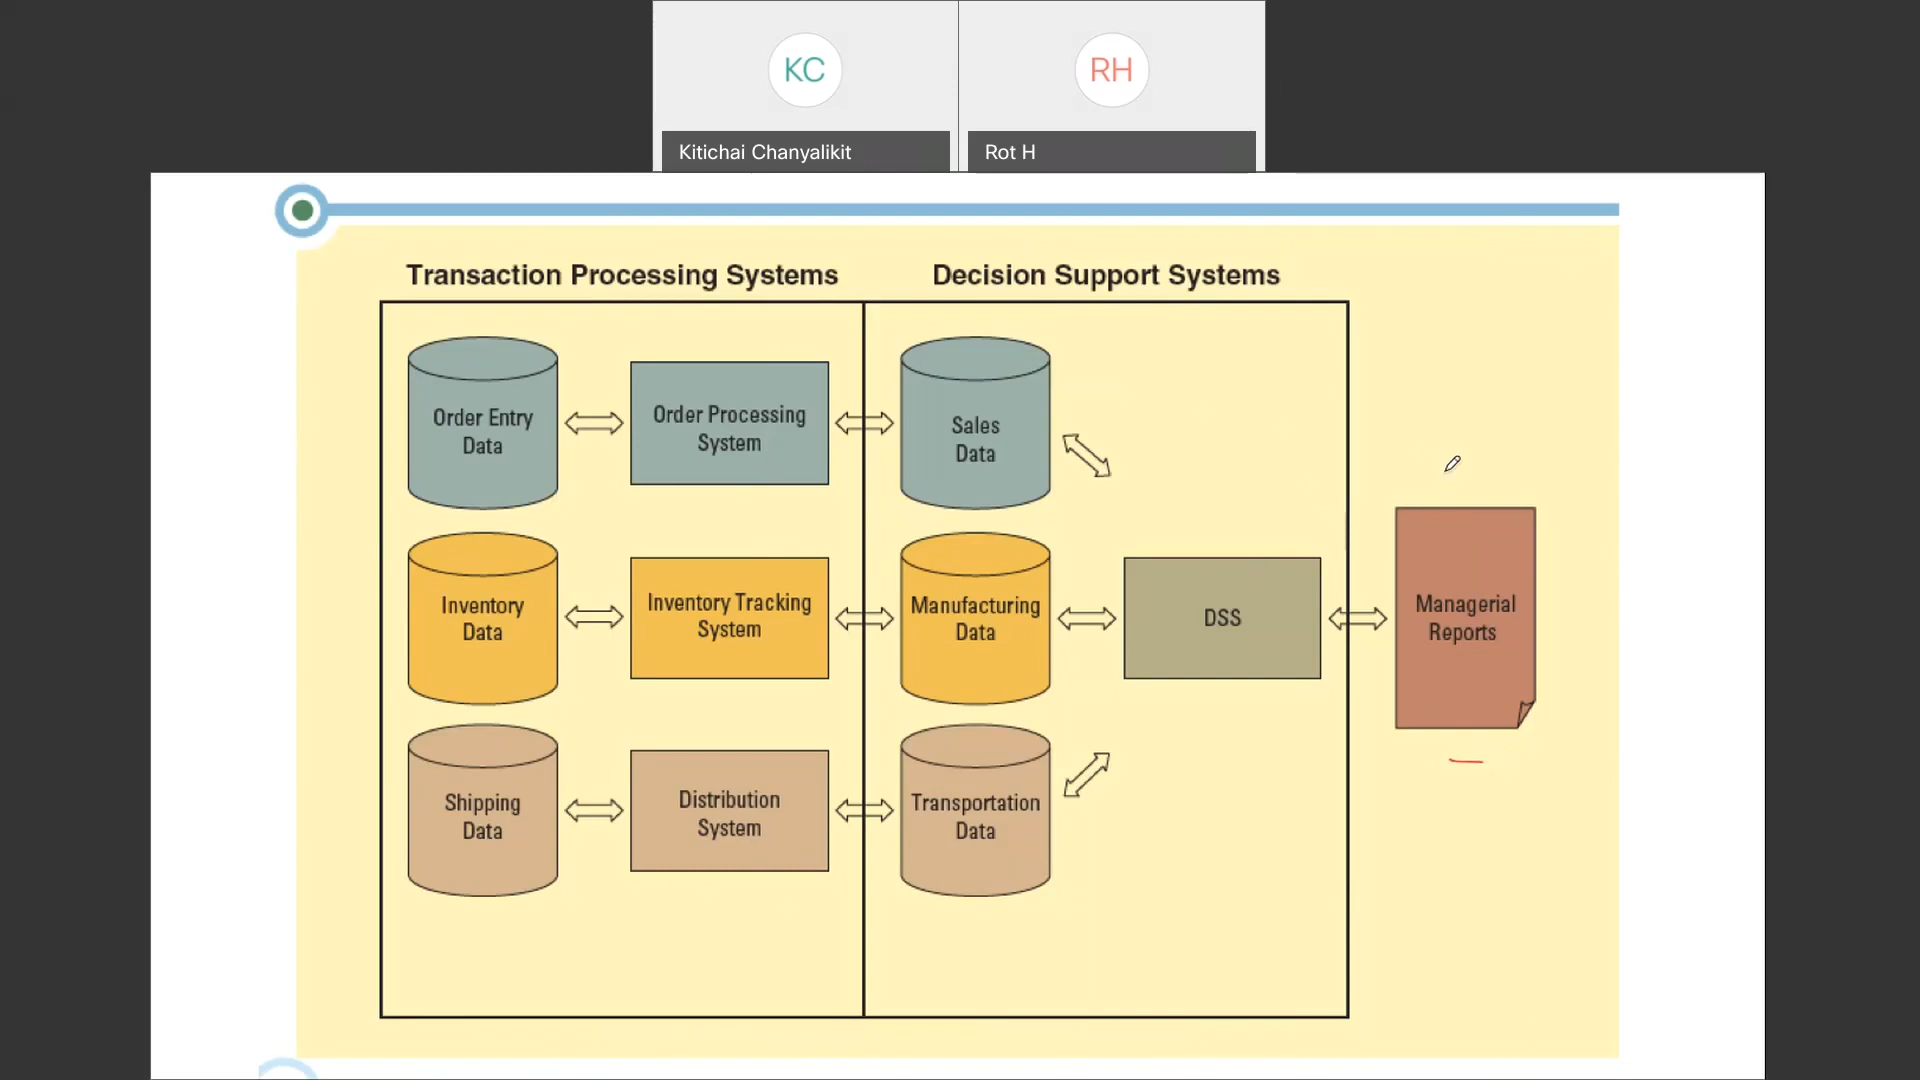 KC
RH
Kitichai Chanyalikit
Rot H
Transaction Processing Systems
Decision Support Systems
Order Entry
Data
Order Processing
System
Sales
Data
Inventory
Data
Inventory Tracking
System
Manufacturing
Data
DSS
Managerial
Reports
Shipping
Data
Distribution
System
Transportation
Data